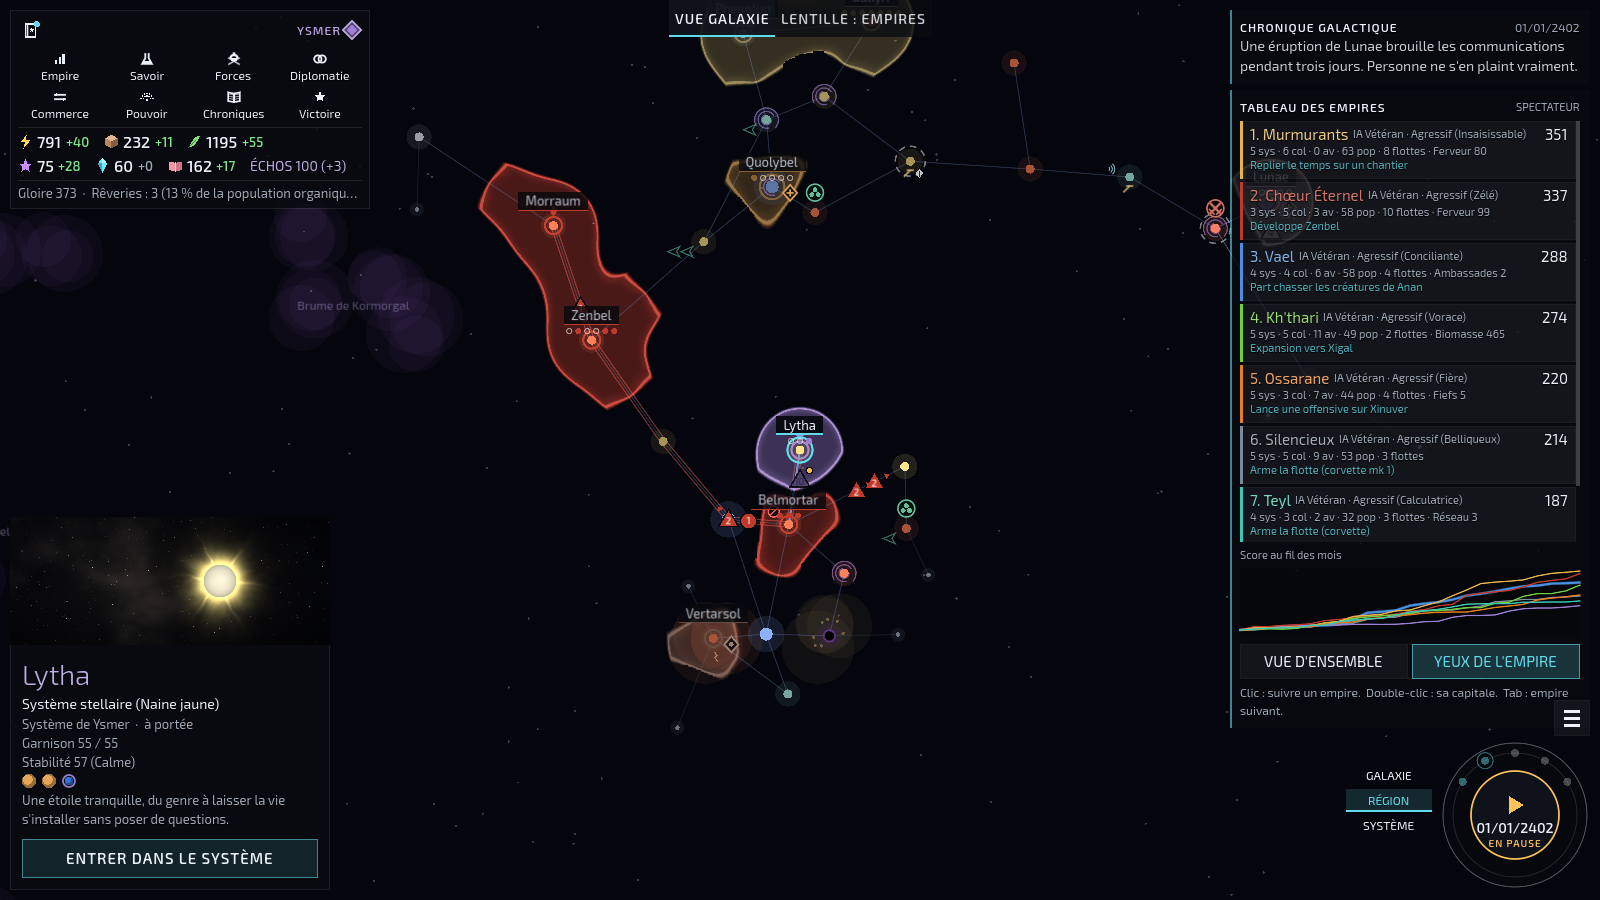 YSMER
Empire
Savoir
Forces
Diplomatie
Commerce
Pouvoir
Chroniques
Victoire
791 +40
232 +11
1195 +55
75 +28
60 +0
162 +17
ÉCHOS 100 (+3)
Gloire 373 · Rêveries : 3 (13 % de la population organiqu...
VUE GALAXIE
LENTILLE : EMPIRES
CHRONIQUE GALACTIQUE
01/01/2402
Une éruption de Lunae brouille les communications
pendant trois jours. Personne ne s'en plaint vraiment.
TABLEAU DES EMPIRES
SPECTATEUR
1. Murmurants IA Vétéran · Agressif (Insaisissable) 351
5 sys · 6 col · 0 av · 63 pop · 8 flottes · Ferveur 80
Replier le temps sur un chantier
2. Chœur Éternel IA Vétéran · Agressif (Zélé) 337
3 sys · 5 col · 3 av · 58 pop · 10 flottes · Ferveur 99
Développe Zenbel
3. Vael IA Vétéran · Agressif (Conciliante) 288
4 sys · 4 col · 6 av · 58 pop · 4 flottes · Ambassades 2
Part chasser les créatures de Anan
4. Kh'thari IA Vétéran · Agressif (Vorace) 274
5 sys · 5 col · 11 av · 49 pop · 2 flottes · Biomasse 465
Expansion vers Xigal
5. Ossarane IA Vétéran · Agressif (Fière) 220
5 sys · 3 col · 7 av · 44 pop · 4 flottes · Fiefs 5
Lance une offensive sur Xinuver
6. Silencieux IA Vétéran · Agressif (Belliqueux) 214
5 sys · 5 col · 9 av · 53 pop · 3 flottes
Arme la flotte (corvette mk 1)
7. Teyl IA Vétéran · Agressif (Calculatrice) 187
4 sys · 3 col · 2 av · 32 pop · 3 flottes · Réseau 3
Arme la flotte (corvette)
Score au fil des mois
VUE D'ENSEMBLE
YEUX DE L'EMPIRE
Clic : suivre un empire. Double-clic : sa capitale. Tab : empire
suivant.
Quolybel
Morraum
Zenbel
Brume de Kormorgal
Lytha
Belmortar
2
2
2
1
Vertarsol
Lytha
Système stellaire (Naine jaune)
Système de Ysmer · à portée
Garnison 55 / 55
Stabilité 57 (Calme)
Une étoile tranquille, du genre à laisser la vie
s'installer sans poser de questions.
ENTRER DANS LE SYSTÈME
GALAXIE
RÉGION
SYSTÈME
01/01/2402
EN PAUSE